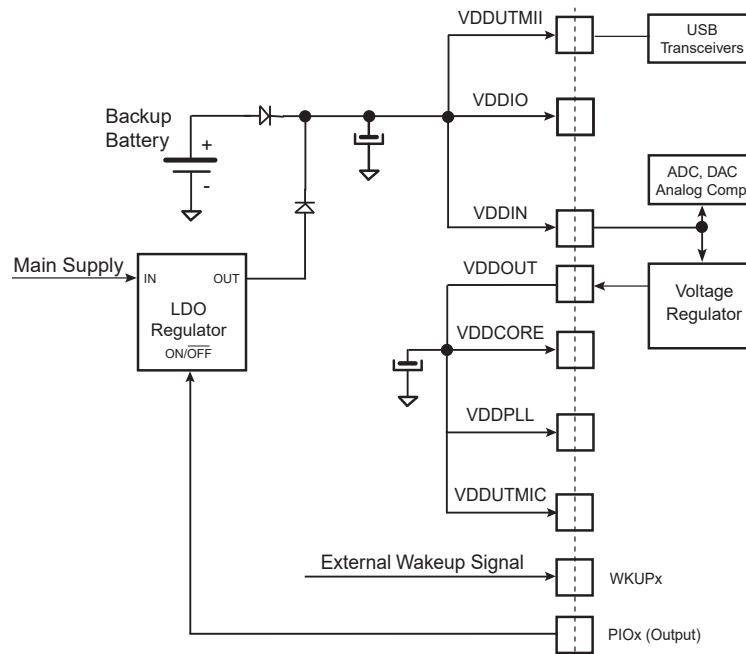 VDDUTMII
USB
Transceivers
Backup
Battery
+
-
VDDIO
ADC, DAC
Analog Comp.
VDDIN
Main Supply
IN
OUT
LDO
Regulator
ON/OFF
VDDOUT
Voltage
Regulator
VDDCORE
VDDPLL
VDDUTMIC
External Wakeup Signal
WKUPx
PIOx (Output)